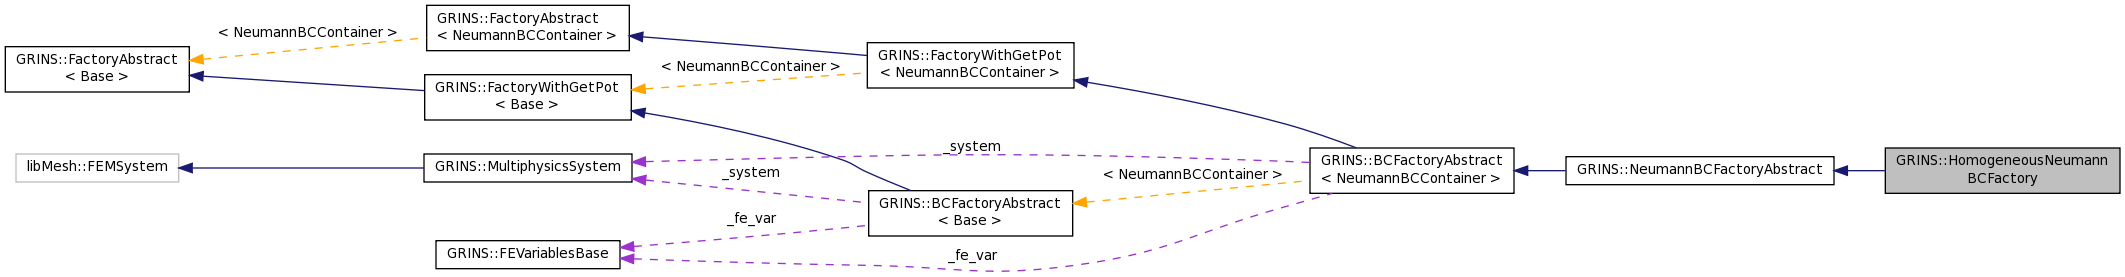 GRINS::FactoryAbstract
< Base >
< NeumannBCContainer >
GRINS::FactoryAbstract
< NeumannBCContainer >
GRINS::FactoryWithGetPot
< Base >
< NeumannBCContainer >
GRINS::FactoryWithGetPot
< NeumannBCContainer >
libMesh::FEMSystem
GRINS::MultiphysicsSystem
_system
_system
GRINS::BCFactoryAbstract
< Base >
< NeumannBCContainer >
GRINS::BCFactoryAbstract
< NeumannBCContainer >
GRINS::NeumannBCFactoryAbstract
GRINS::HomogeneousNeumann
BCFactory
_fe_var
GRINS::FEVariablesBase
_fe_var